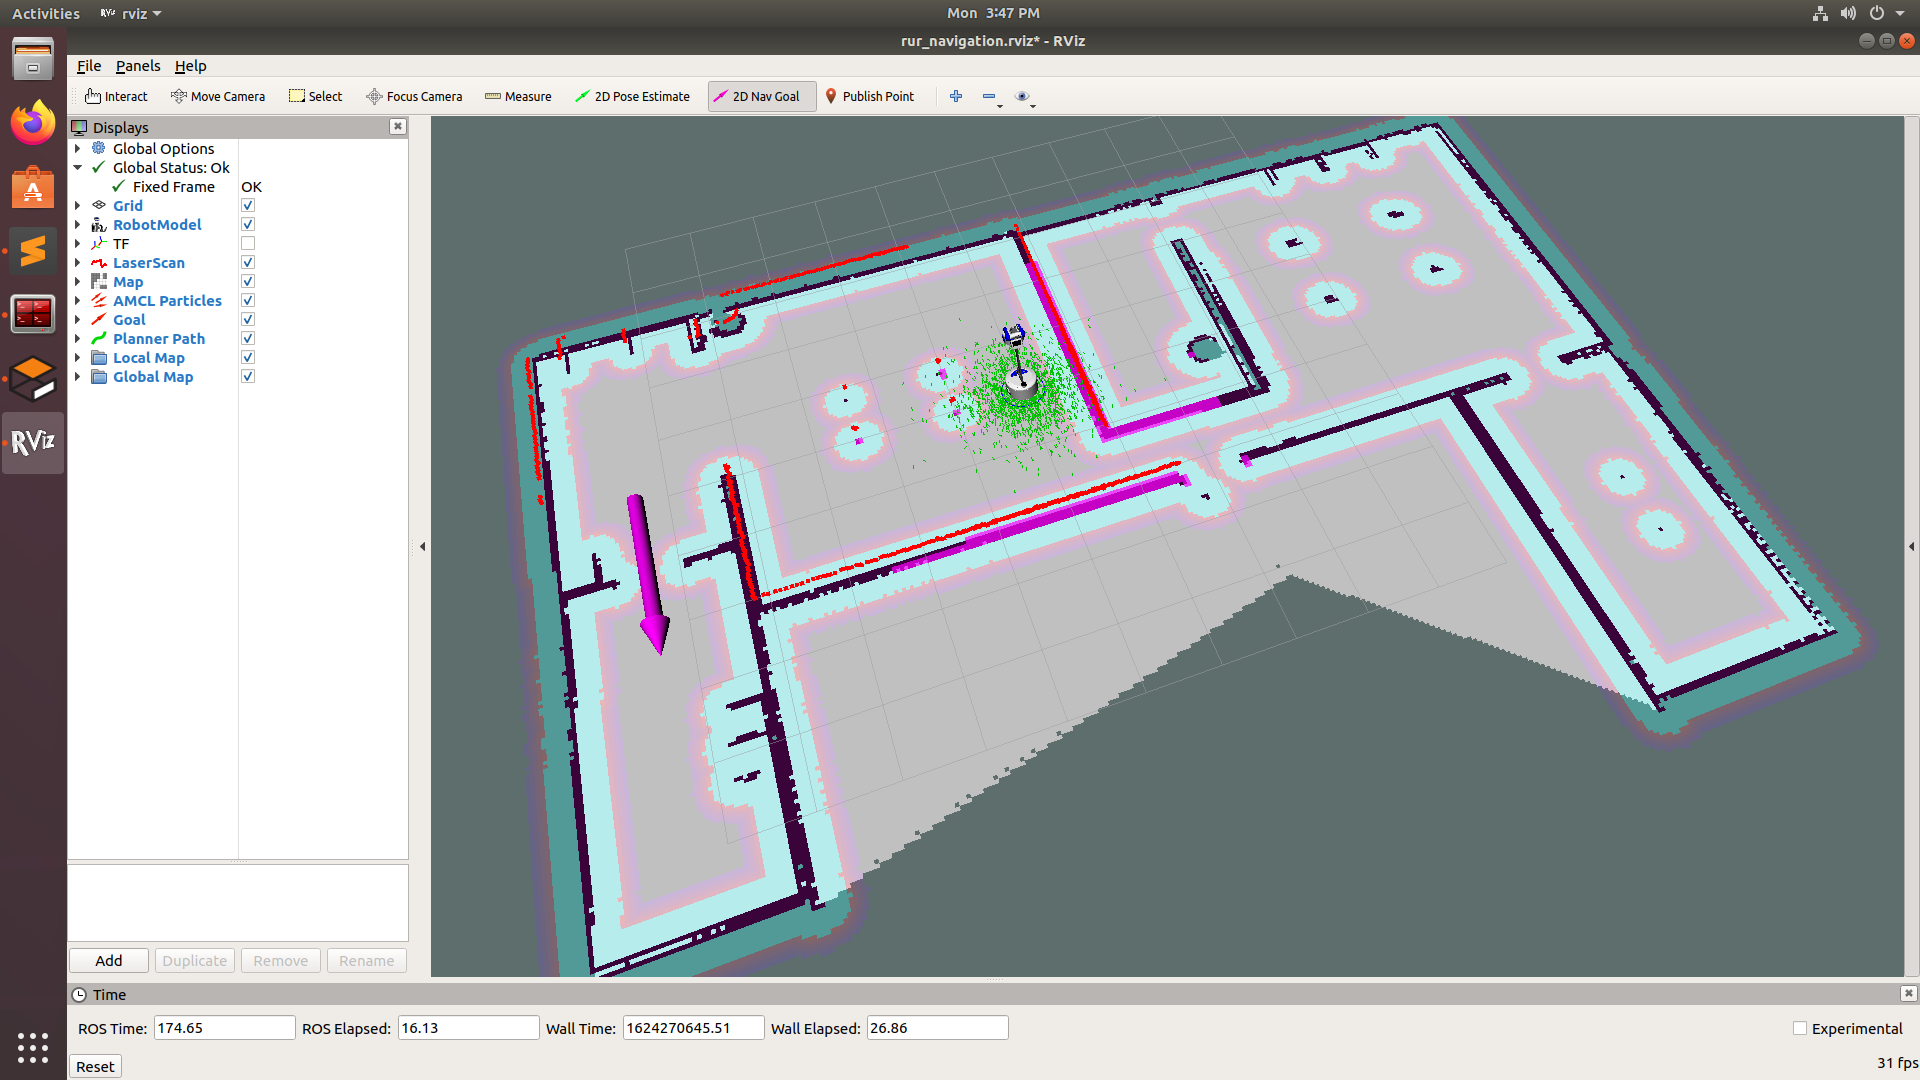 Activities RViz rviz Mon 3:47 PM
rur_navigation.rviz* - RViz
File Panels Help
Interact Move Camera Select Focus Camera Measure 2D Pose Estimate 2D Nav Goal Publish Point
Displays
Global Options
Global Status: Ok
Fixed Frame OK
Grid
RobotModel
TF
LaserScan
Map
AMCL Particles
Goal
Planner Path
Local Map
Global Map
RViz
Add Duplicate Remove Rename
Time
ROS Time: 174.65 ROS Elapsed: 16.13 Wall Time: 1624270645.51 Wall Elapsed: 26.86 Experimental
Reset 31 fps